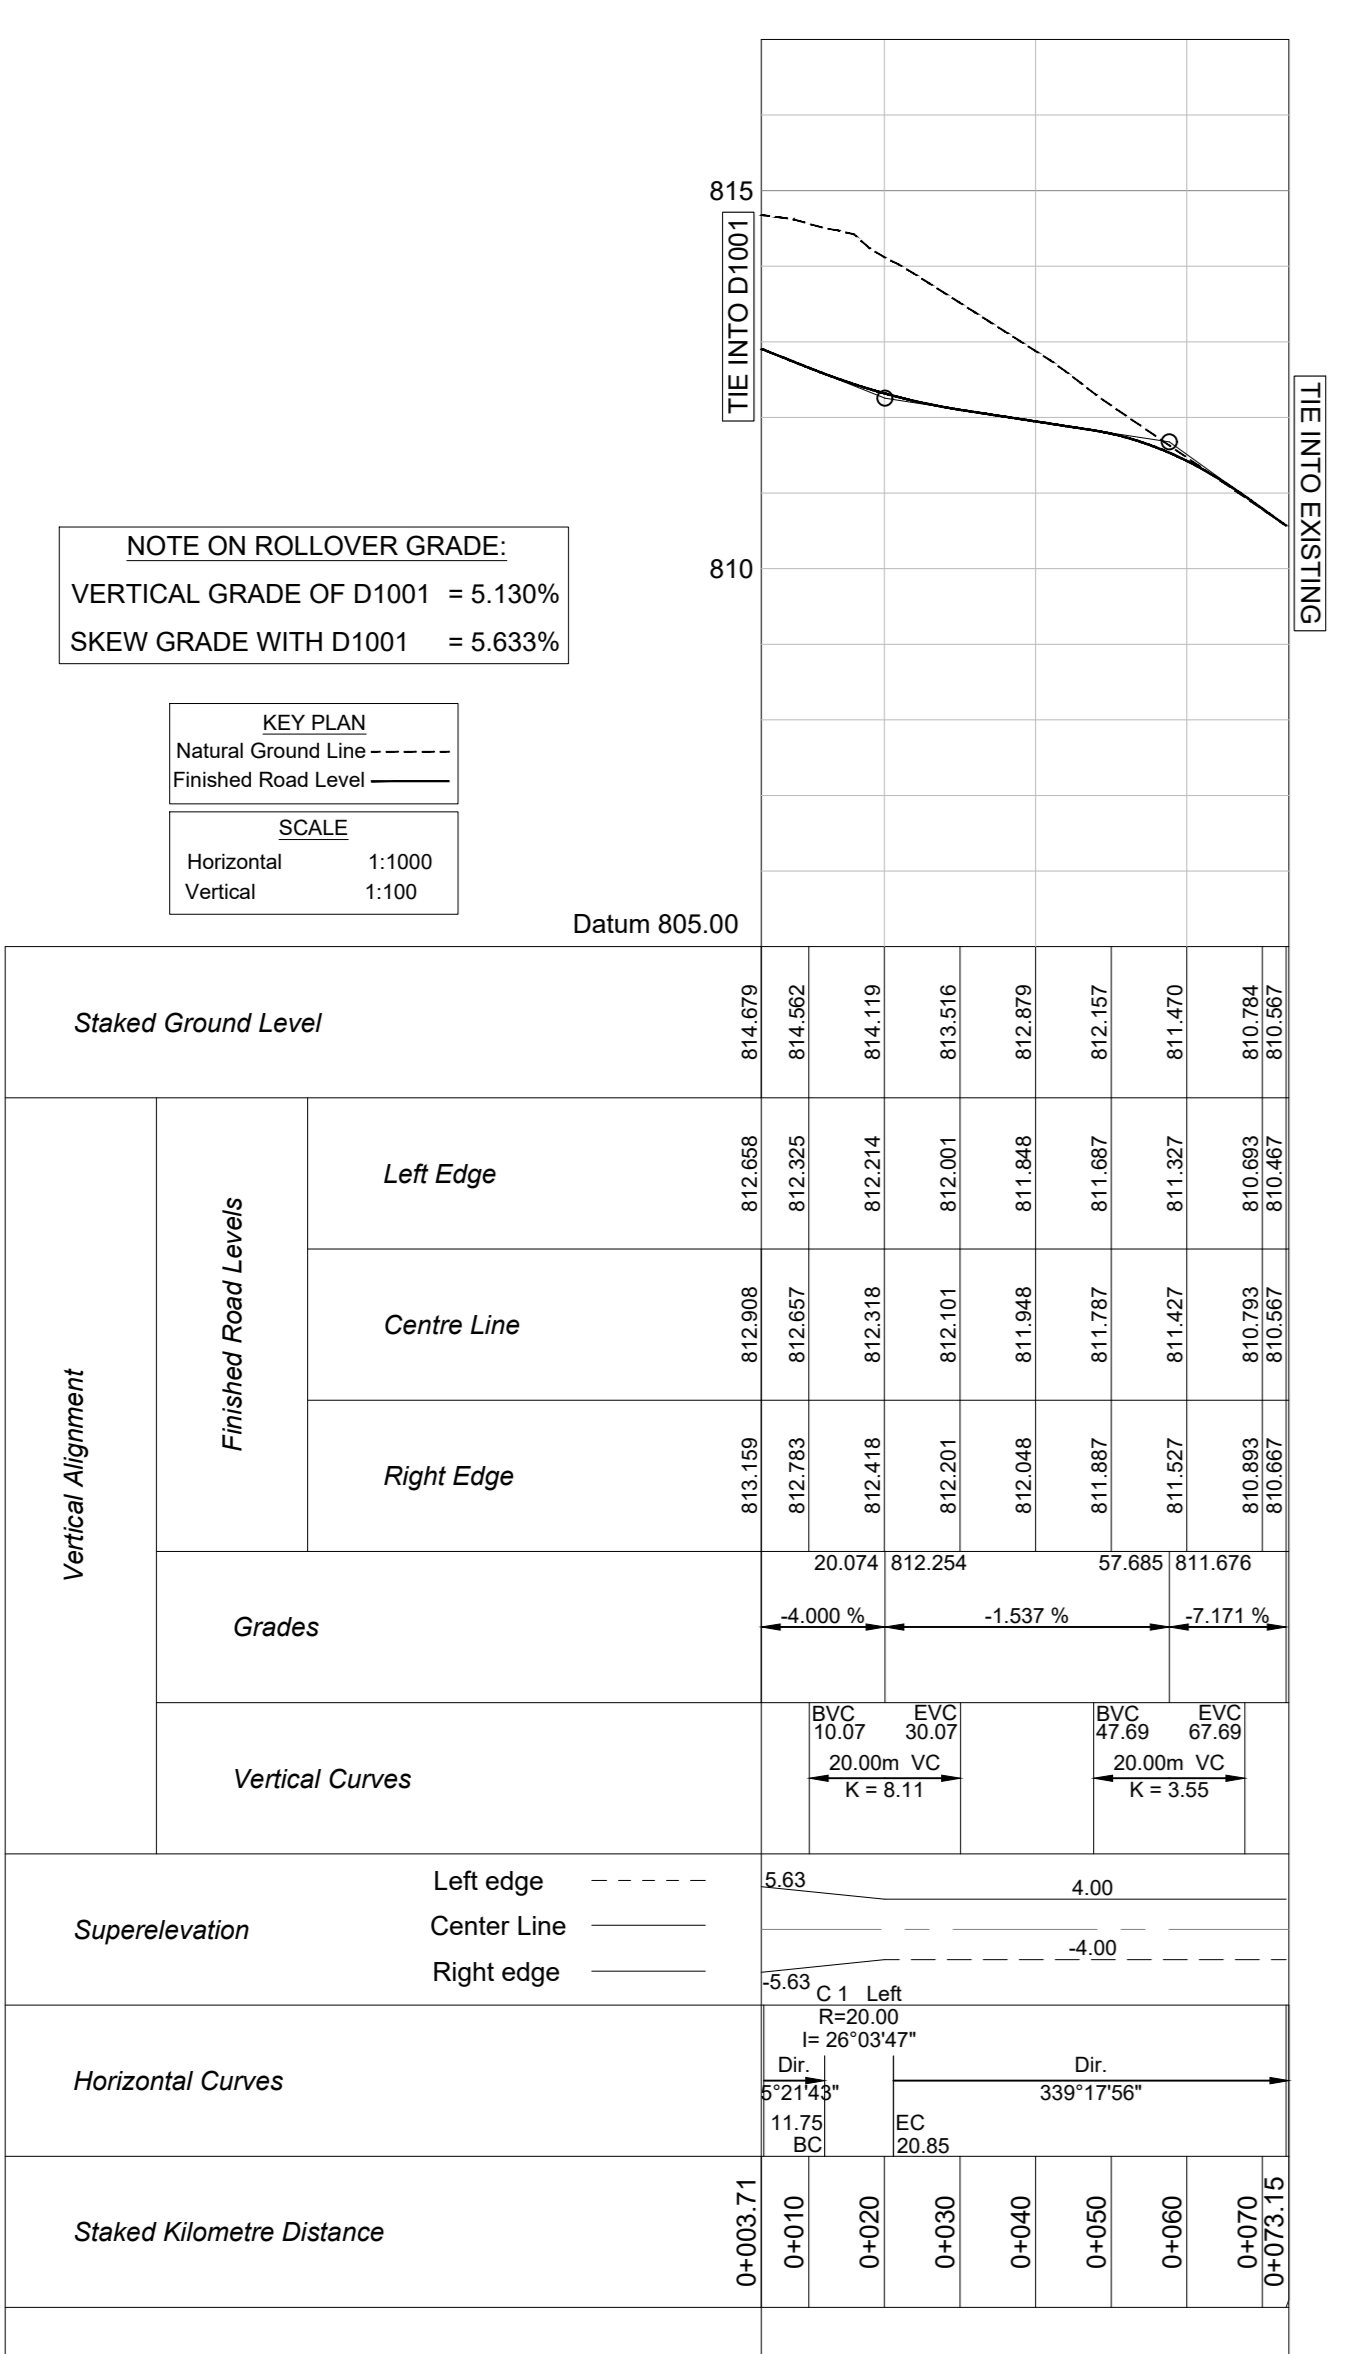 815
TIE INTO D1001
TIE INTO EXISTING
810
NOTE ON ROLLOVER GRADE:
VERTICAL GRADE OF D1001 = 5.130%
SKEW GRADE WITH D1001 = 5.633%
KEY PLAN
Natural Ground Line
Finished Road Level
SCALE
Horizontal 1:1000
Vertical 1:100
Datum 805.00
Staked Ground Level 814.679 814.562 814.119 813.516 812.879 812.157 811.470 810.784 810.567
Vertical Alignment
Finished Road Levels
Left Edge 812.658 812.325 812.214 812.001 811.848 811.687 811.327 810.693 810.467
Centre Line 812.908 812.657 812.318 812.101 811.948 811.787 811.427 810.793 810.567
Right Edge 813.159 812.783 812.418 812.201 812.048 811.887 811.527 810.893 810.667
20.074 812.254 57.685 811.676
Grades -4.000 % -1.537 % -7.171 %
BVC EVC BVC EVC
10.07 30.07 47.69 67.69
Vertical Curves 20.00m VC 20.00m VC
K = 8.11 K = 3.55
Left edge 5.63 4.00
Superelevation Center Line
-4.00
Right edge -5.63
C 1 Left
R=20.00
I= 26°03'47"
Horizontal Curves Dir. Dir.
5°21'43" 339°17'56"
11.75 EC
BC 20.85
Staked Kilometre Distance 0+003.71 0+010 0+020 0+030 0+040 0+050 0+060 0+070 0+073.15